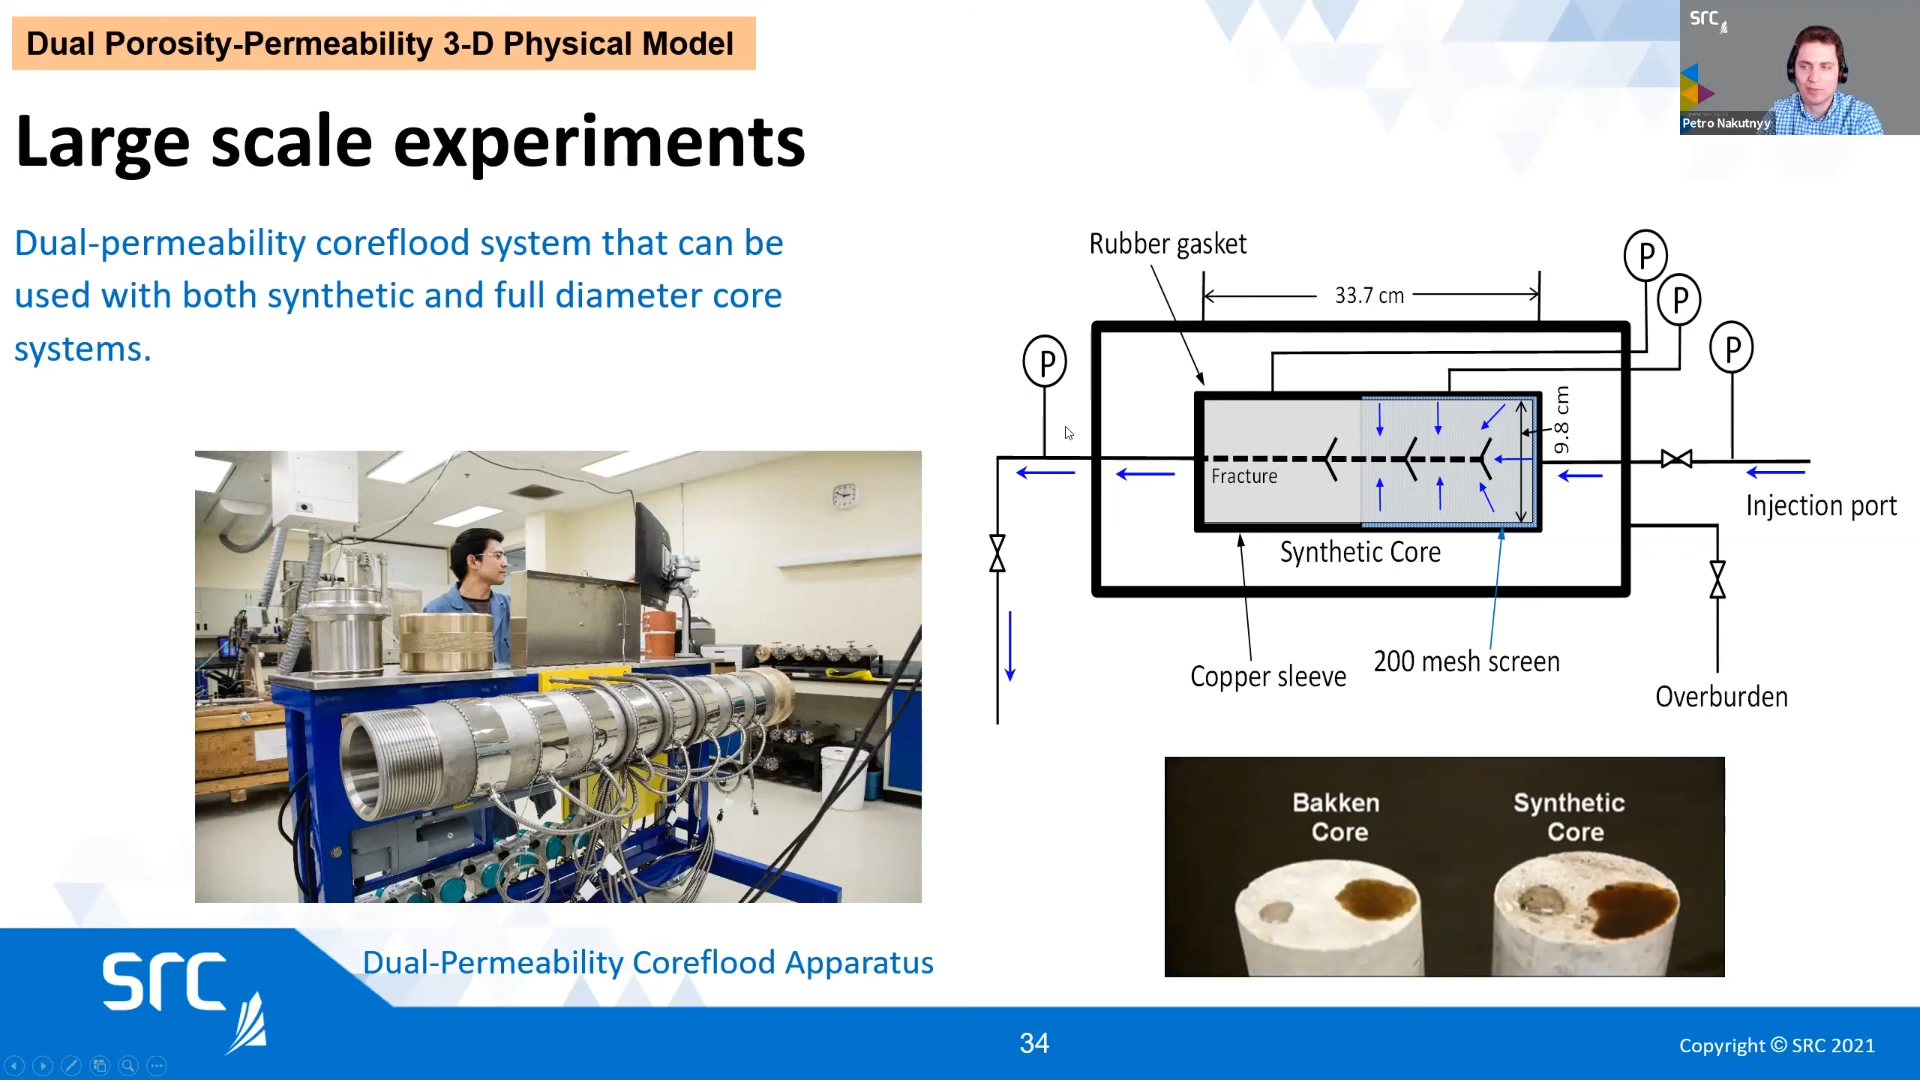 Dual Porosity-Permeability 3-D Physical Model
Large scale experiments
Dual-permeability coreflood system that can be
used with both synthetic and full diameter core
systems.
src
Petro Nakutnyy
Rubber gasket
33.7 cm
P
P
P
P
9.8 cm
Fracture
Injection port
Synthetic Core
Copper sleeve
200 mesh screen
Overburden
Bakken
Core
Synthetic
Core
Dual-Permeability Coreflood Apparatus
src
34
Copyright © SRC 2021